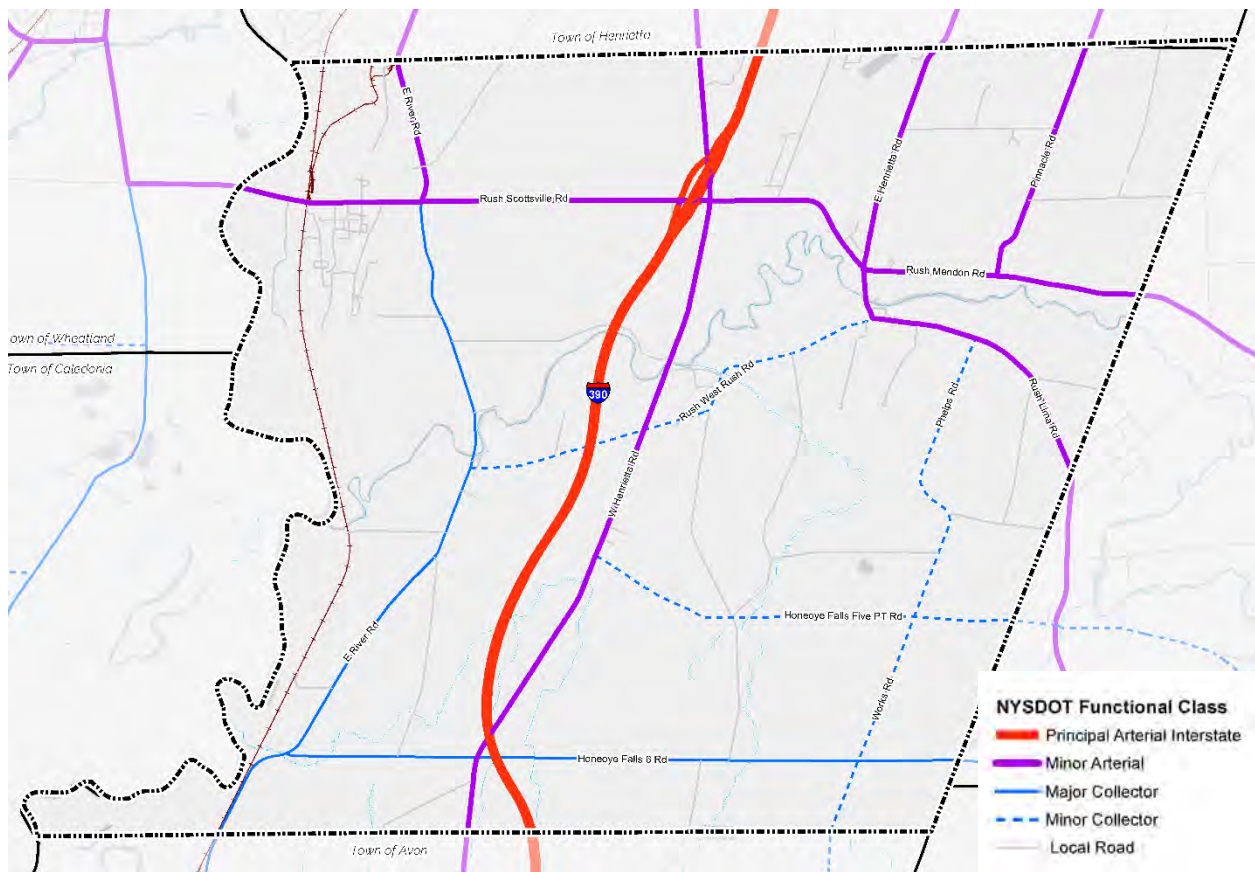 Town of Henrietta
E River Rd
E Henrietta Rd
Pinnacle Rd
Rush Scottsville Rd
Rush Mendon Rd
own of Wheatland
Town of Caledonia
390
Rush West Rush Rd
Phelps Rd
Rush Lima Rd
W Henrietta Rd
E River Rd
Honeoye Falls Five PT Rd
Works Rd
Honeoye Falls 6 Rd
Town of Avon
NYSDOT Functional Class
Principal Arterial Interstate
Minor Arterial
Major Collector
Minor Collector
Local Road